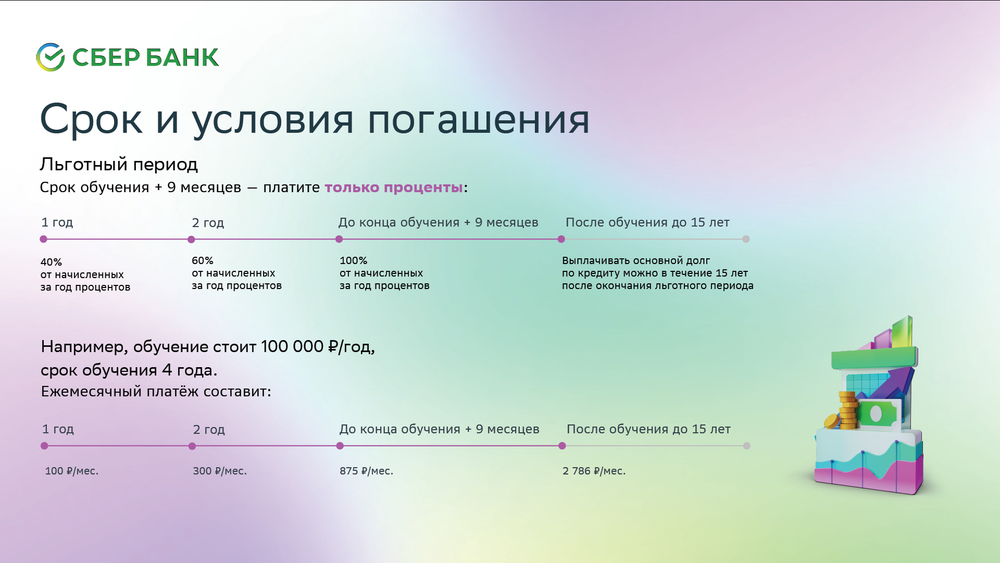 СБЕР БАНК
Срок и условия погашения
Льготный период
Срок обучения + 9 месяцев — платите только проценты:
1 год
2 год
До конца обучения + 9 месяцев
После обучения до 15 лет
40%
от начисленных
за год процентов
60%
от начисленных
за год процентов
100%
от начисленных
за год процентов
Выплачивать основной долг
по кредиту можно в течение 15 лет
после окончания льготного периода
Например, обучение стоит 100 000 ₽/год,
срок обучения 4 года.
Ежемесячный платёж составит:
1 год
2 год
До конца обучения + 9 месяцев
После обучения до 15 лет
100 ₽/мес.
300 ₽/мес.
875 ₽/мес.
2 786 ₽/мес.